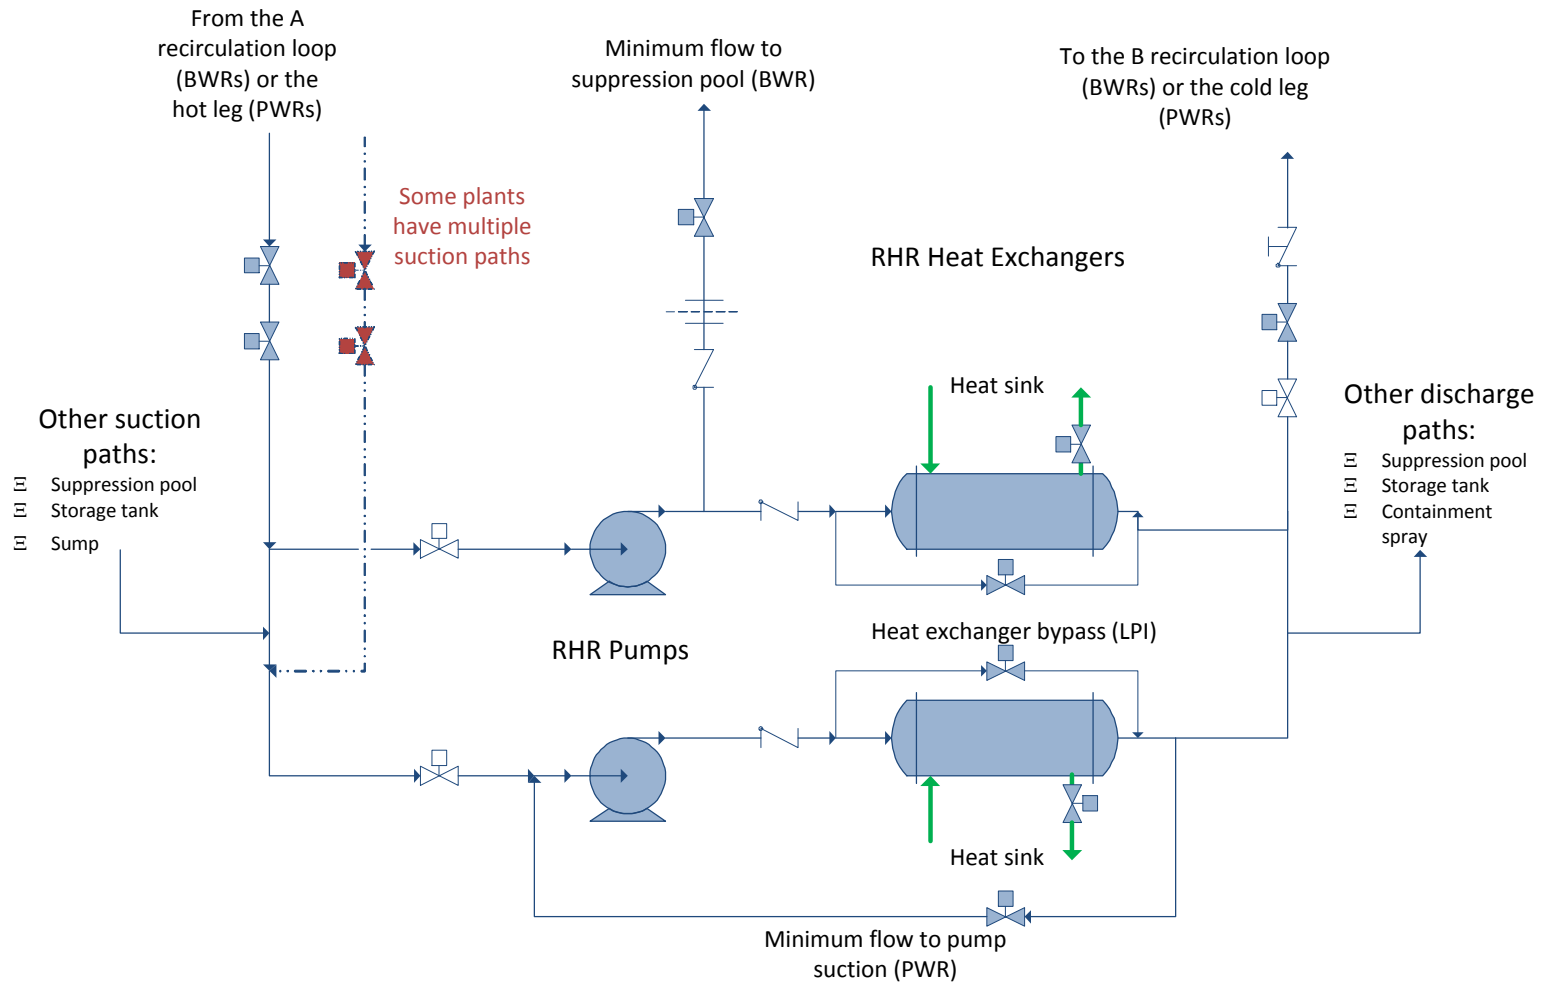 From the A
recirculation loop
(BWRs) or the
hot leg (PWRs)
Minimum flow to
suppression pool (BWR)
To the B recirculation loop
(BWRs) or the cold leg
(PWRs)
Some plants
have multiple
suction paths
RHR Heat Exchangers
Other suction
paths:
Ξ Suppression pool
Ξ Storage tank
Ξ Sump
Heat sink
Other discharge
paths:
Ξ Suppression pool
Ξ Storage tank
Ξ Containment
spray
RHR Pumps
Heat exchanger bypass (LPI)
Heat sink
Minimum flow to pump
suction (PWR)